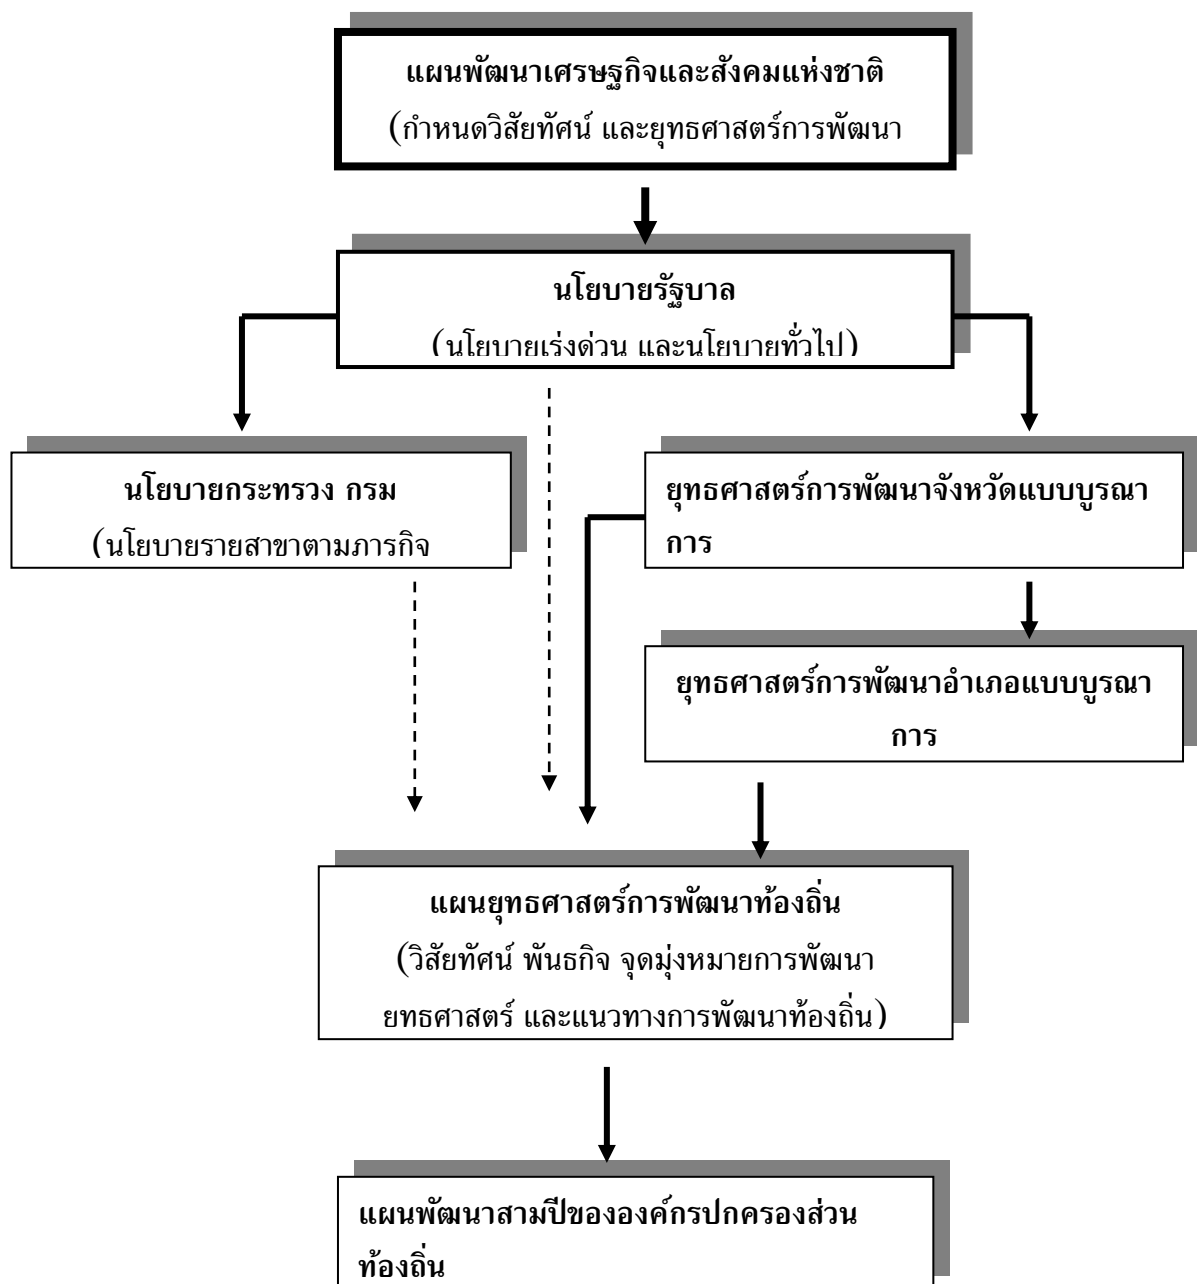 แผนพัฒนาเศรษฐกิจและสังคมแห่งชาติ
(กำหนดวิสัยทัศน์ และยุทธศาสตร์การพัฒนา
นโยบายรัฐบาล
(นโยบายเร่งด่วน และนโยบายทั่วไป)
นโยบายกระทรวง กรม
(นโยบายรายสาขาตามภารกิจ
ยุทธศาสตร์การพัฒนาจังหวัดแบบบูรณา
การ
ยุทธศาสตร์การพัฒนาอำเภอแบบบูรณา
การ
แผนยุทธศาสตร์การพัฒนาท้องถิ่น
(วิสัยทัศน์ พันธกิจ จุดมุ่งหมายการพัฒนา
ยุทธศาสตร์ และแนวทางการพัฒนาท้องถิ่น)
แผนพัฒนาสามปีขององค์กรปกครองส่วน
ท้องถิ่น